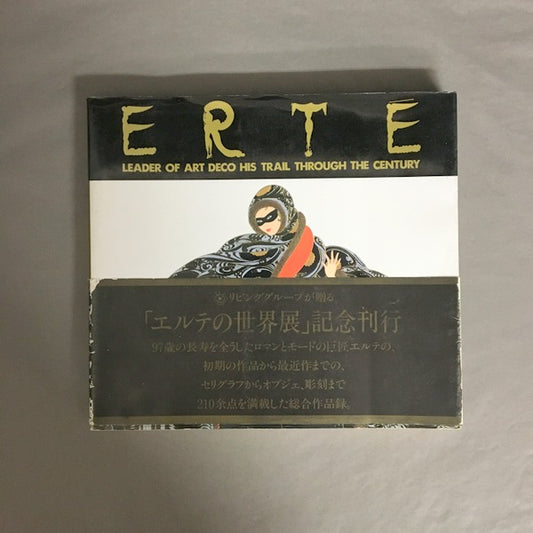 ERTE
LEADER OF ART DECO HIS TRAIL THROUGH THE CENTURY
リビンググループが贈る
「エルテの世界展」記念刊行
97歳の長寿を全うしたロマンとモードの巨匠エルテの、
初期の作品から最近作までの、
セリグラフからオブジェ、彫刻まで
210余点を満載した総合作品録。